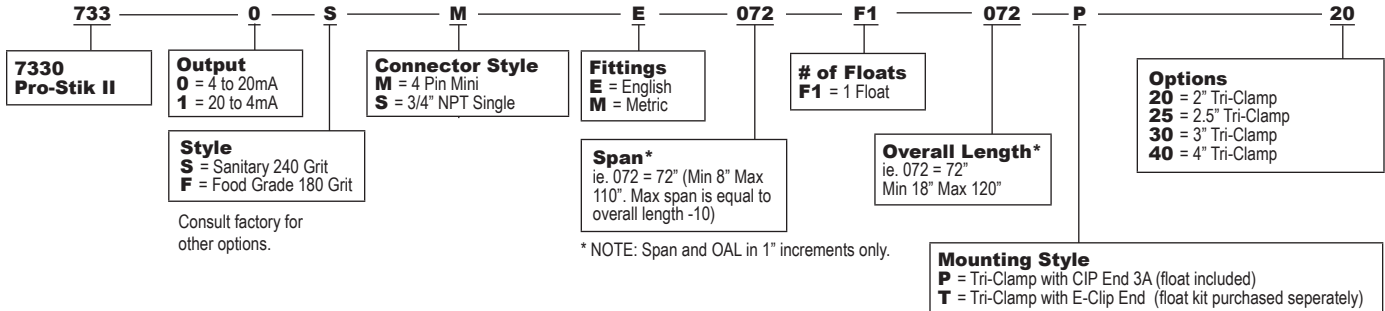 733 0 S M E 072 F1 072 P 20
7330
Pro-Stik II
Output
0 = 4 to 20mA
1 = 20 to 4mA
Style
S = Sanitary 240 Grit
F = Food Grade 180 Grit
Consult factory for
other options.
Connector Style
M = 4 Pin Mini
S = 3/4” NPT Single
Fittings
E = English
M = Metric
Span*
ie. 072 = 72” (Min 8” Max
110”. Max span is equal to
overall length -10)
* NOTE: Span and OAL in 1” increments only.
# of Floats
F1 = 1 Float
Overall Length*
ie. 072 = 72”
Min 18” Max 120”
Mounting Style
P = Tri-Clamp with CIP End 3A (float included)
T = Tri-Clamp with E-Clip End (float kit purchased seperately)
Options
20 = 2” Tri-Clamp
25 = 2.5” Tri-Clamp
30 = 3” Tri-Clamp
40 = 4” Tri-Clamp